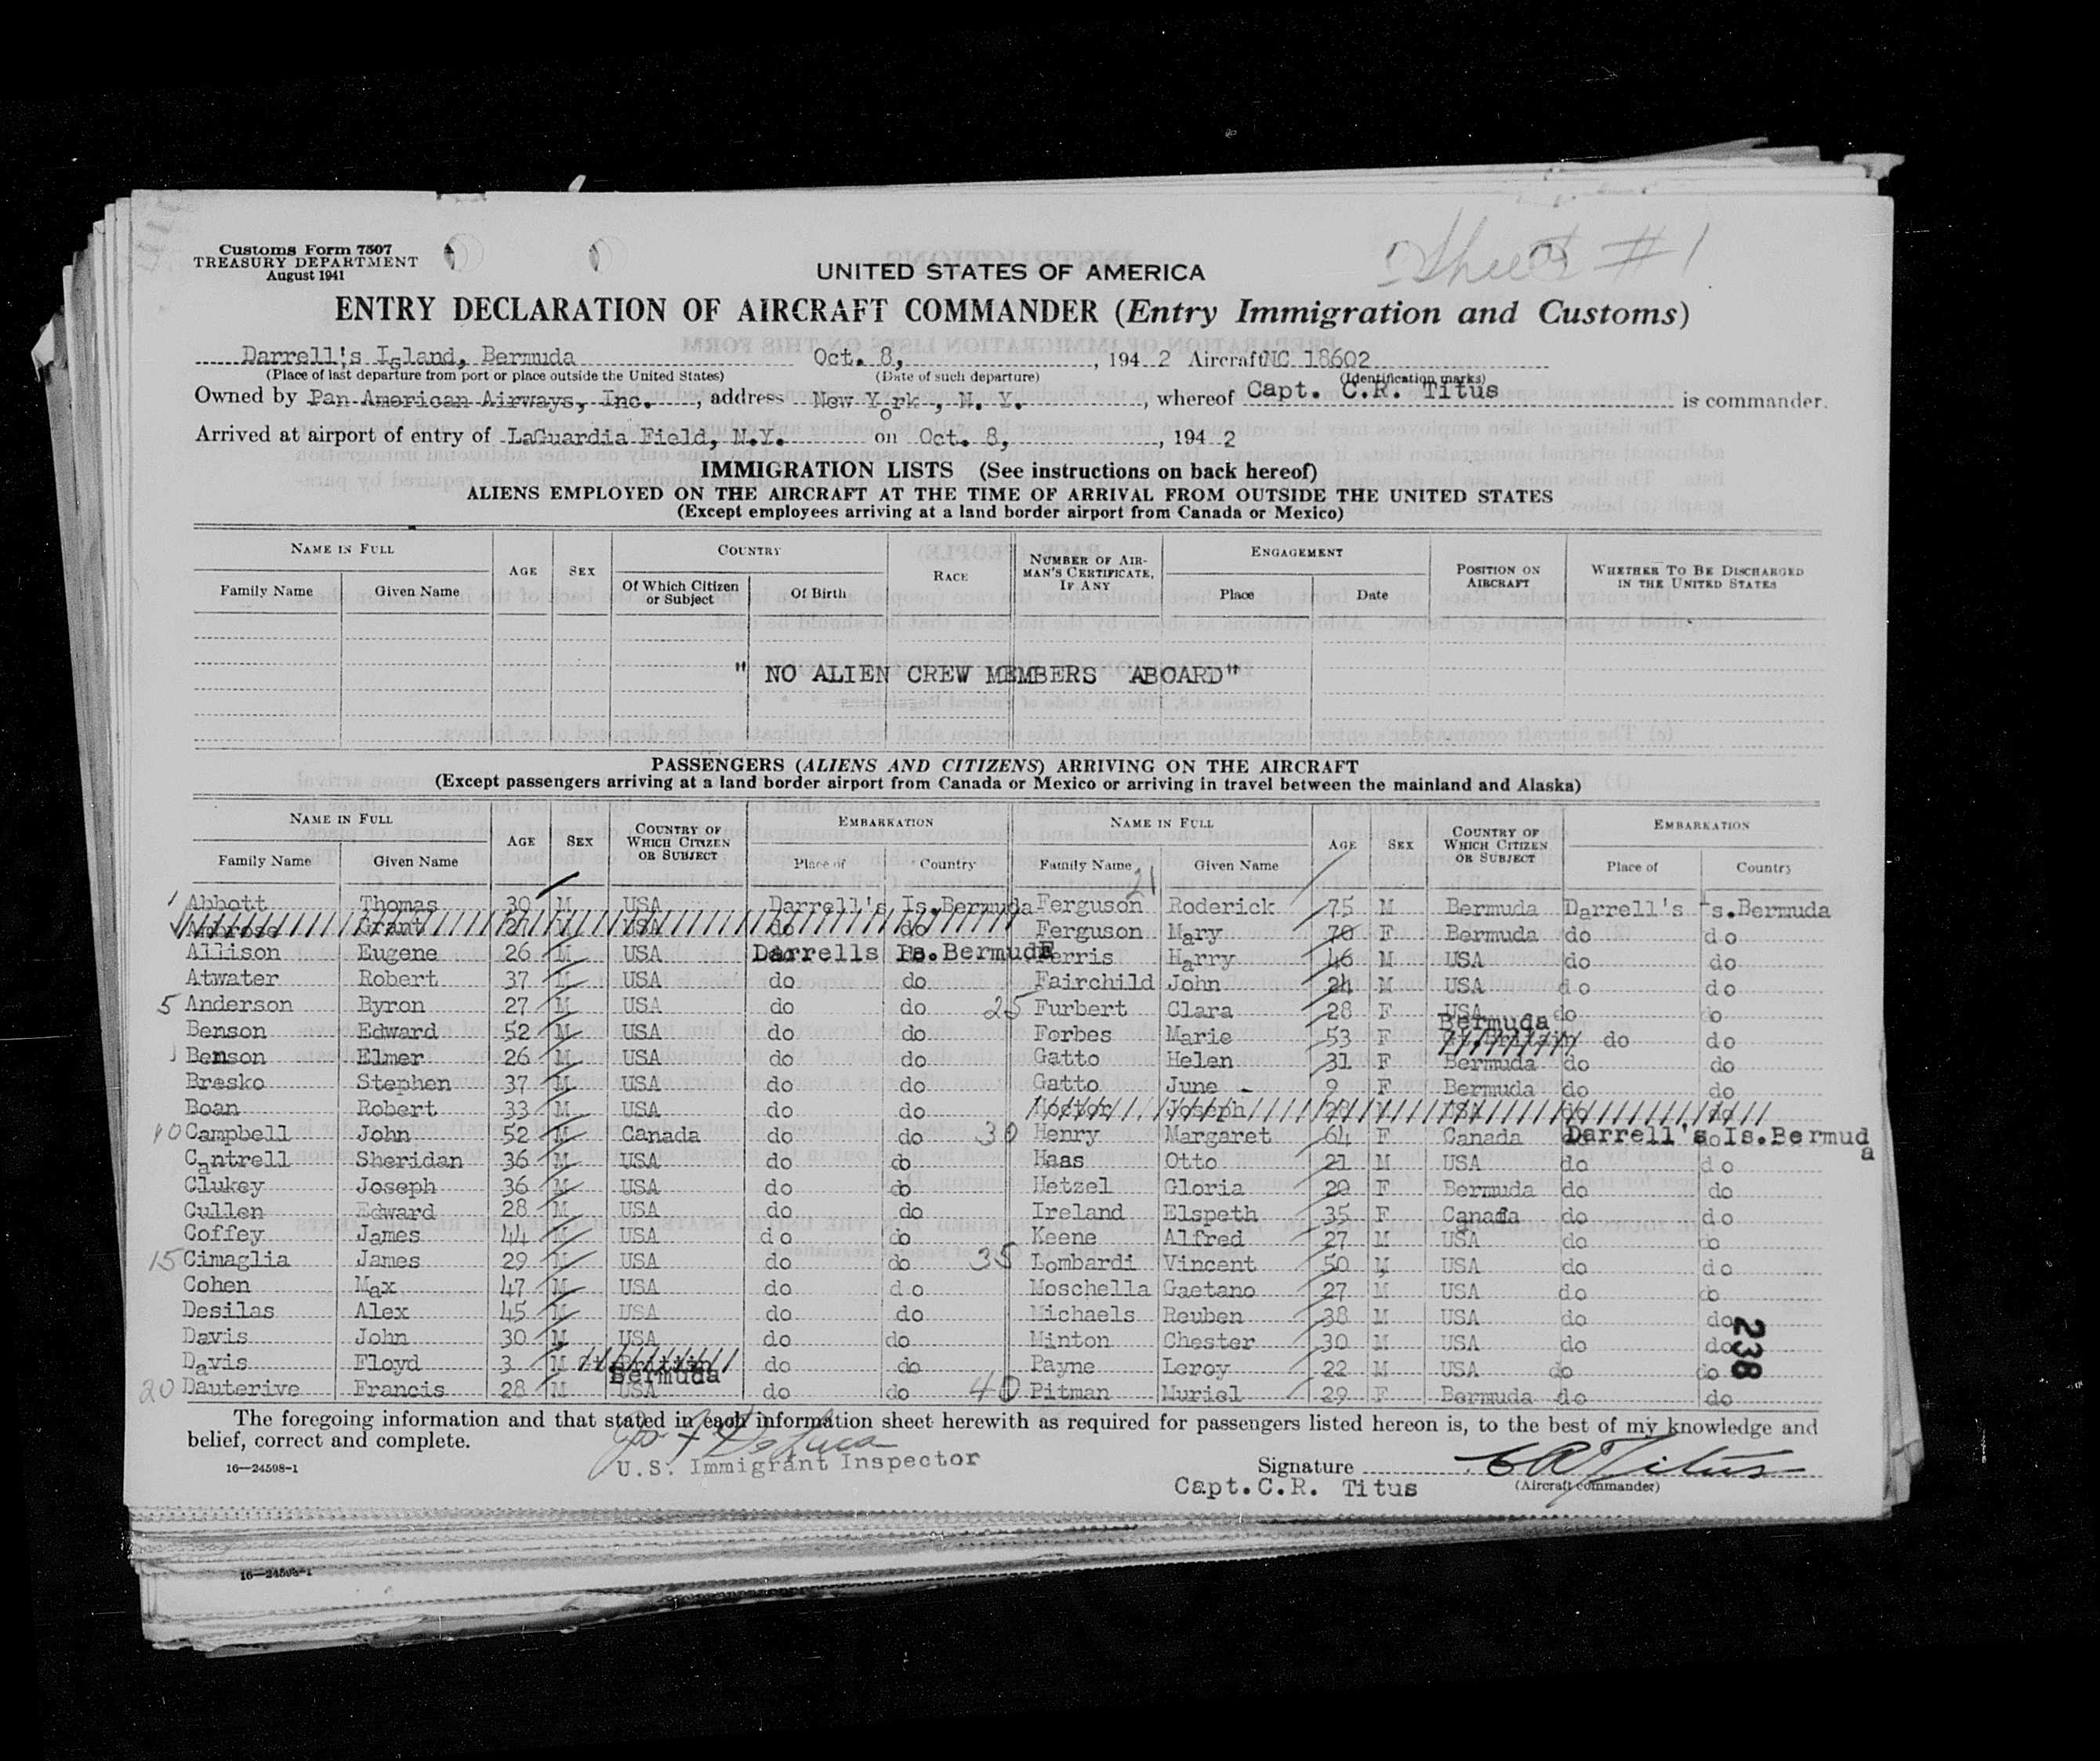 Sheet #1
Customs Form 7507
TREASURY DEPARTMENT
August 1941
UNITED STATES OF AMERICA
ENTRY DECLARATION OF AIRCRAFT COMMANDER (Entry Immigration and Customs)
Darrell's Island, Bermuda Oct. 8, , 194 2 Aircraft NC 18602
(Place of last departure from port or place outside the United States) (Date of such departure) (Identification marks)
Owned by Pan American Airways, Inc. , address New York, N. Y. , whereof Capt. C.R. Titus is commander.
Arrived at airport of entry of LaGuardia Field, N.Y. on Oct. 8, , 194 2
IMMIGRATION LISTS (See instructions on back hereof)
ALIENS EMPLOYED ON THE AIRCRAFT AT THE TIME OF ARRIVAL FROM OUTSIDE THE UNITED STATES
(Except employees arriving at a land border airport from Canada or Mexico)
NAME IN FULL AGE SEX COUNTRY RACE NUMBER OF AIRMAN'S CERTIFICATE, IF ANY ENGAGEMENT POSITION ON AIRCRAFT WHETHER TO BE DISCHARGED IN THE UNITED STATES
Family Name Given Name Of Which Citizen or Subject Of Birth Place Date
" NO ALIEN CREW MEMBERS ABOARD"
PASSENGERS (ALIENS AND CITIZENS) ARRIVING ON THE AIRCRAFT
(Except passengers arriving at a land border airport from Canada or Mexico or arriving in travel between the mainland and Alaska)
NAME IN FULL AGE SEX COUNTRY OF WHICH CITIZEN OR SUBJECT EMBARKATION NAME IN FULL AGE SEX COUNTRY OF WHICH CITIZEN OR SUBJECT EMBARKATION
Family Name Given Name Place of Country Family Name Given Name Place of Country
1 Abbott Thomas 30 M USA Darrell's Is.Bermuda 21 Ferguson Roderick 75 M Bermuda Darrell's Is.Bermuda
Ambrose Grant USA do do Ferguson Mary 70 F Bermuda do do
Allison Eugene 26 M USA Darrells Is.Bermuda Ferris Harry 46 M USA do do
Atwater Robert 37 M USA do do Fairchild John 24 M USA do do
5 Anderson Byron 27 M USA do do 25 Furbert Clara 28 F USA do do
Benson Edward 52 M USA do do Forbes Marie 53 F Bermuda do do
Benson Elmer 26 M USA do do Gatto Helen 31 F Bermuda do do
Bresko Stephen 37 M USA do do Gatto June 9 F Bermuda do do
Boan Robert 33 M USA do do Joseph do do
10 Campbell John 52 M Canada do do 30 Henry Margaret 64 F Canada Darrell's Is.Bermuda
Cantrell Sheridan 36 M USA do do Haas Otto 21 M USA do do
Clukey Joseph 36 M USA do do Hetzel Gloria 20 F Bermuda do do
Cullen Edward 28 M USA do do Ireland Elspeth 35 F Canada do do
Coffey James 44 M USA do do Keene Alfred 27 M USA do do
15 Cimaglia James 29 M USA do do 35 Lombardi Vincent 50 M USA do do
Cohen Max 47 M USA do do Moschella Gaetano 27 M USA do do
Desilas Alex 45 M USA do do Michaels Reuben 38 M USA do do
Davis John 30 M USA do do Minton Chester 30 M USA do do
Davis Floyd 3 M Bermuda do do Payne Leroy 22 M USA do do
20 Dauterive Francis 28 M USA do do 40 Pitman Muriel 29 F Bermuda do do
238
The foregoing information and that stated in each information sheet herewith as required for passengers listed hereon is, to the best of my knowledge and
belief, correct and complete.
16—24598-1
U.S. Immigrant Inspector
Signature CR Titus
Capt.C.R. Titus (Aircraft commander)
16—24598-1